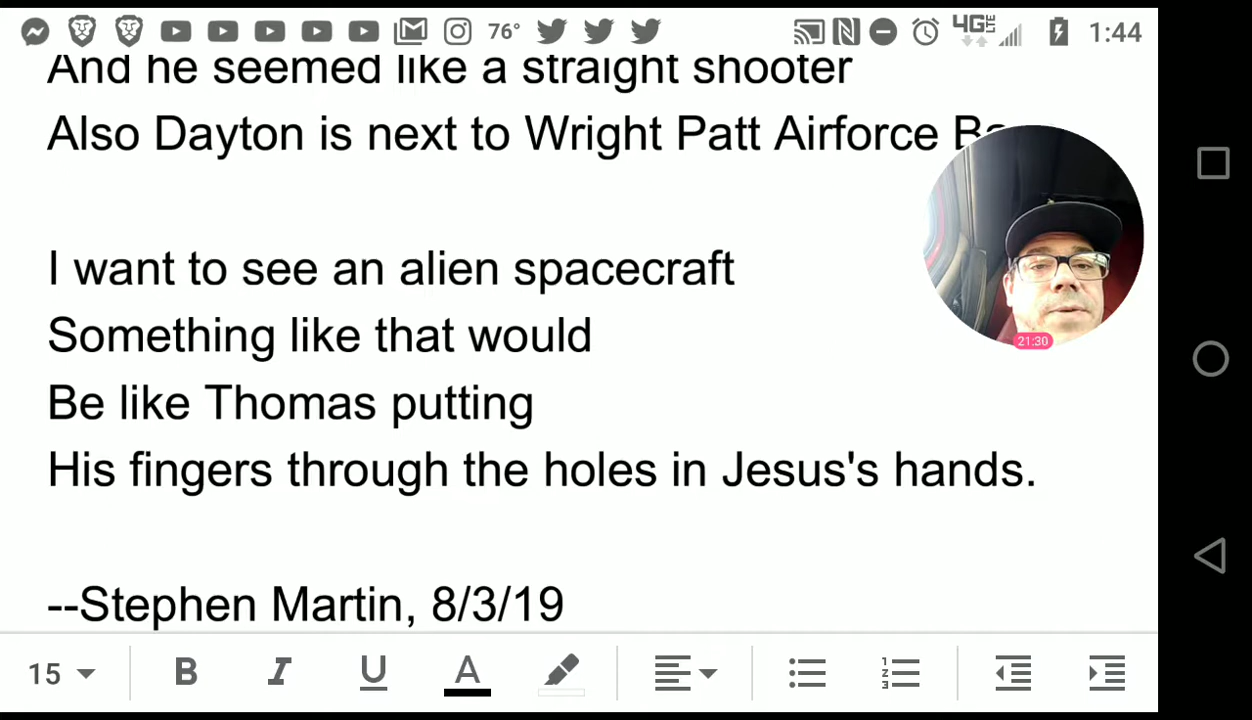 76° 4G LTE 1:44
And he seemed like a straight shooter
Also Dayton is next to Wright Patt Airforce
I want to see an alien spacecraft
Something like that would
Be like Thomas putting
His fingers through the holes in Jesus's hands.
--Stephen Martin, 8/3/19
21:30
15 B I U A